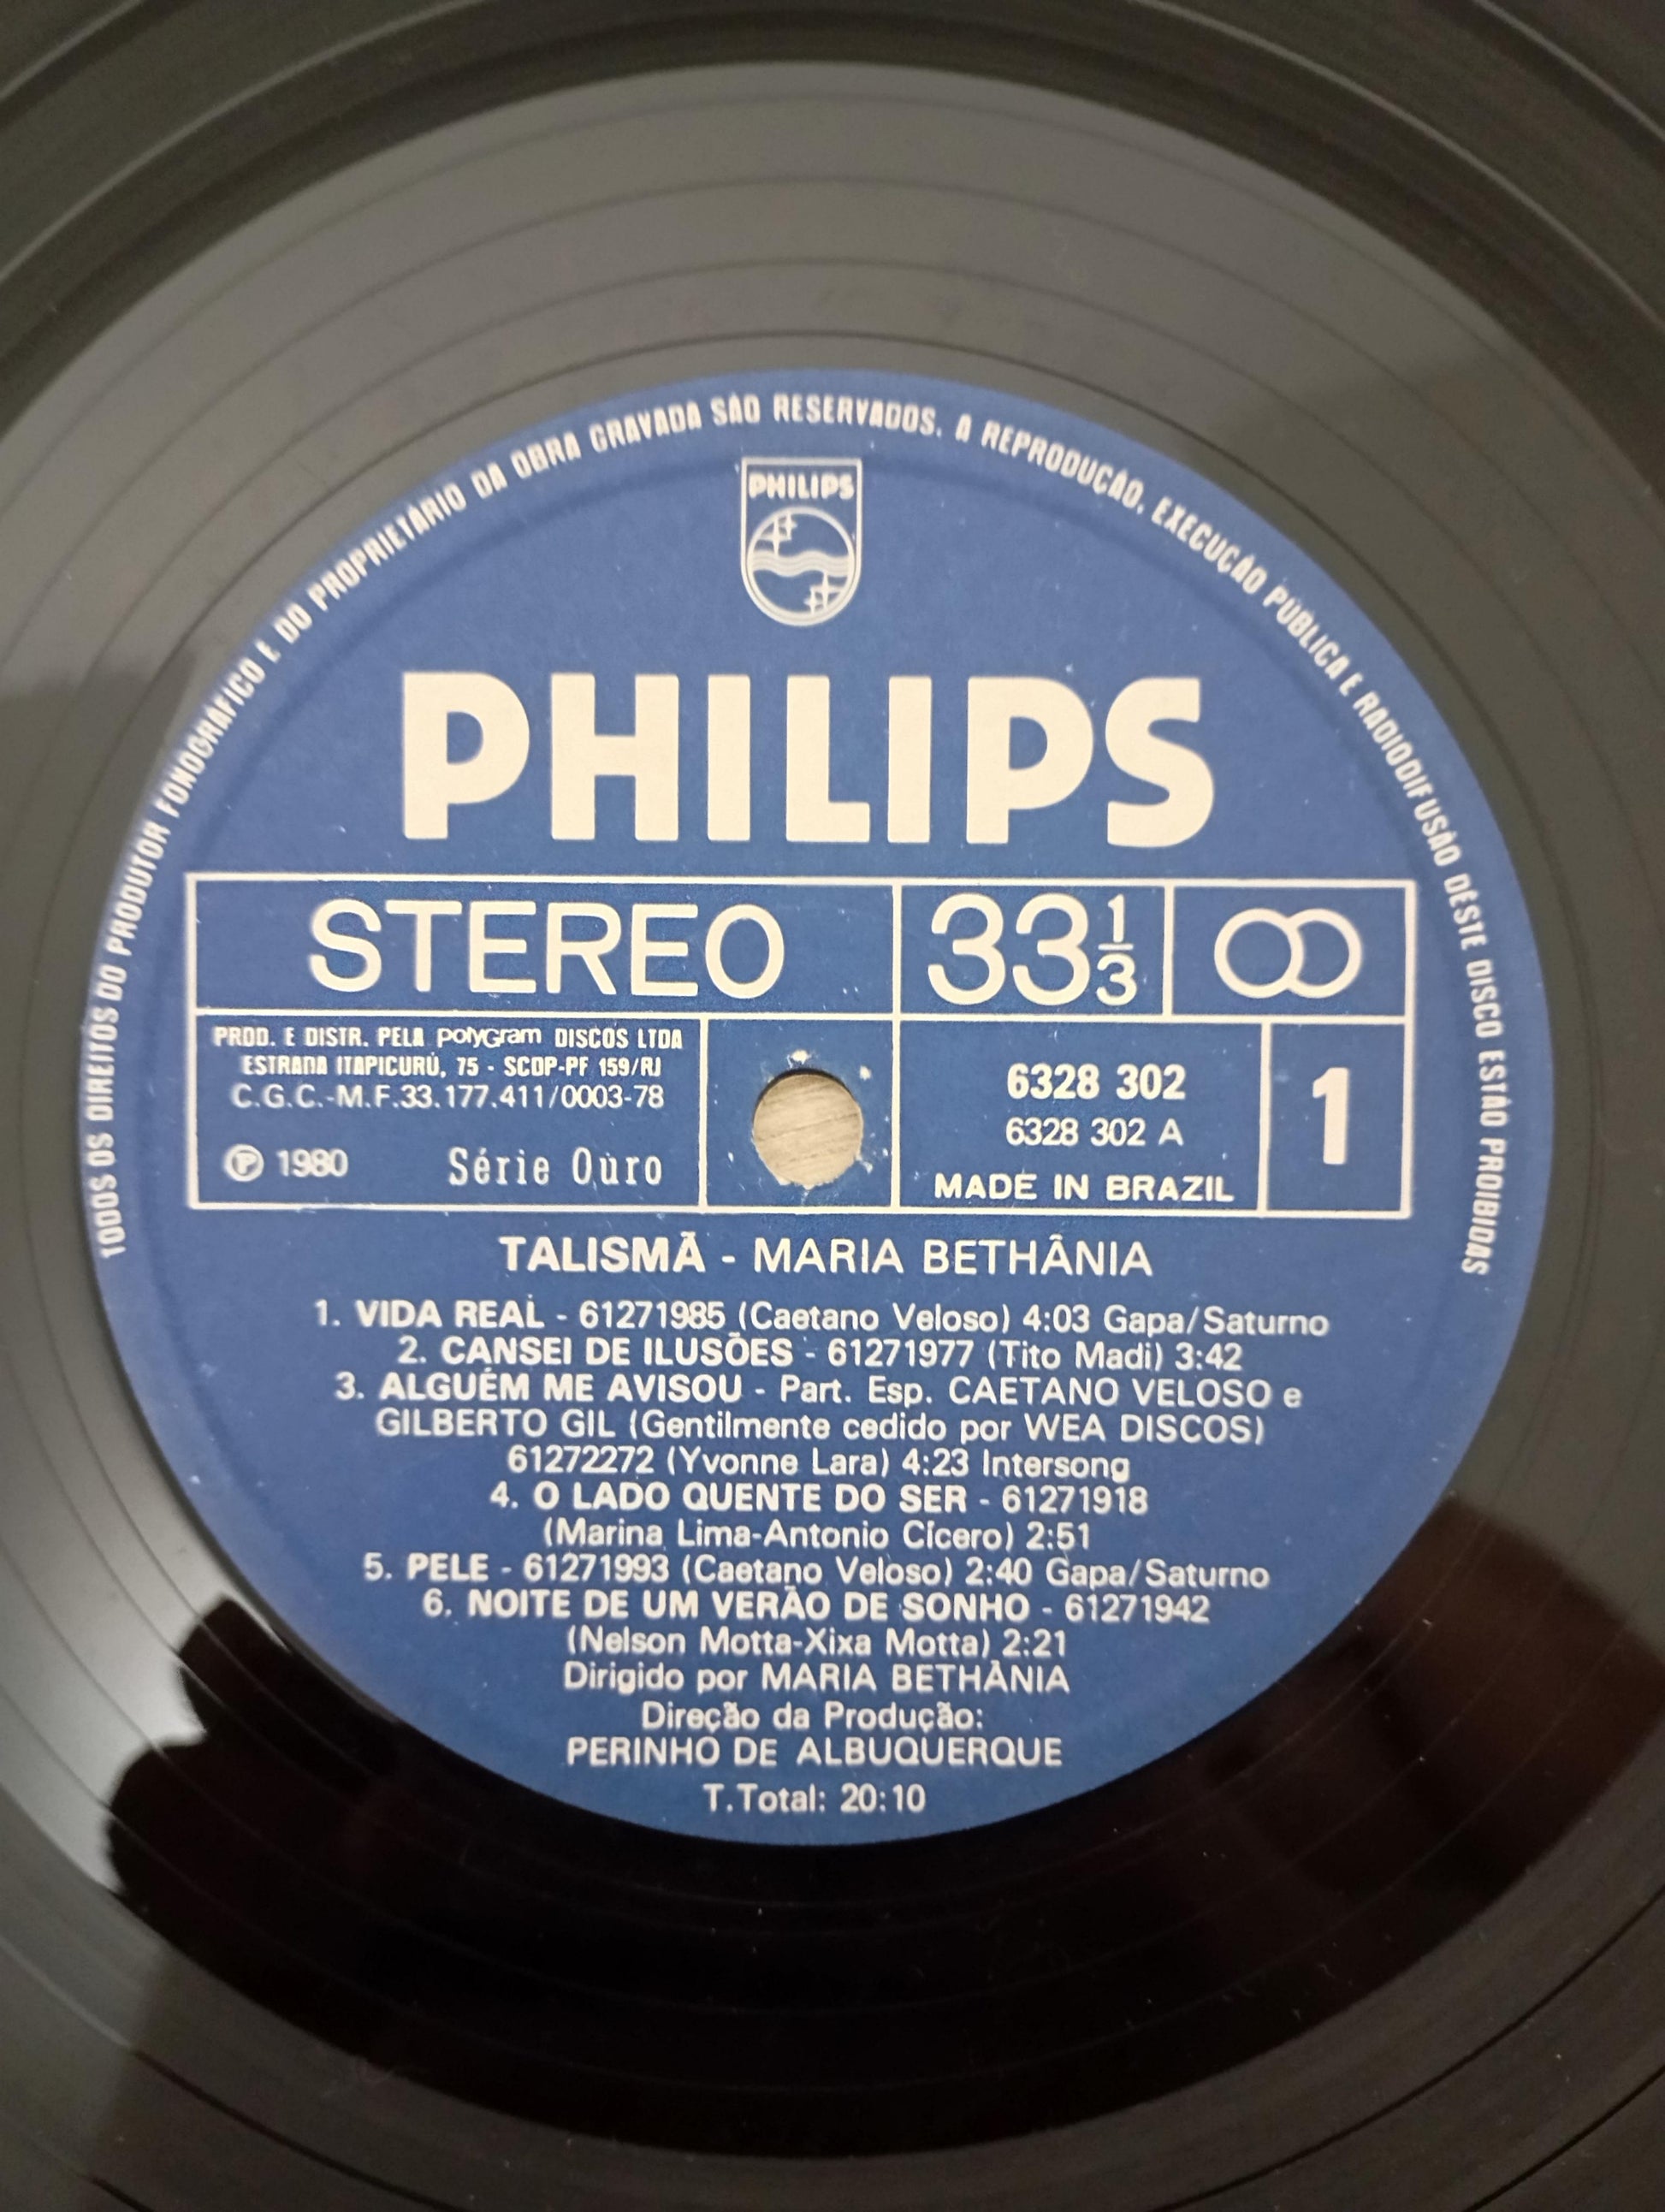 TODOS OS DIREITOS DO PRODUTOR FONOGRÁFICO E DO PROPRIETÁRIO DA OBRA GRAVADA SÃO RESERVADOS. A REPRODUÇÃO, EXECUÇÃO PÚBLICA E RADIODIFUSÃO DÊSTE DISCO ESTÃO PROIBIDAS
PHILIPS
PHILIPS
STEREO 33 1/3
PROD. E DISTR. PELA polyGram DISCOS LTDA
ESTRADA ITAPICURÚ, 75 - SCDP-PF 159/RJ
C.G.C.-M.F.33.177.411/0003-78
℗ 1980 Série Ouro
6328 302
6328 302 A
MADE IN BRAZIL
1
TALISMÃ - MARIA BETHÂNIA
1. VIDA REAL - 61271985 (Caetano Veloso) 4:03 Gapa/Saturno
2. CANSEI DE ILUSÕES - 61271977 (Tito Madi) 3:42
3. ALGUÉM ME AVISOU - Part. Esp. CAETANO VELOSO e
GILBERTO GIL (Gentilmente cedido por WEA DISCOS)
61272272 (Yvonne Lara) 4:23 Intersong
4. O LADO QUENTE DO SER - 61271918
(Marina Lima-Antonio Cícero) 2:51
5. PELE - 61271993 (Caetano Veloso) 2:40 Gapa/Saturno
6. NOITE DE UM VERÃO DE SONHO - 61271942
(Nelson Motta-Xixa Motta) 2:21
Dirigido por MARIA BETHÂNIA
Direção da Produção:
PERINHO DE ALBUQUERQUE
T.Total: 20:10